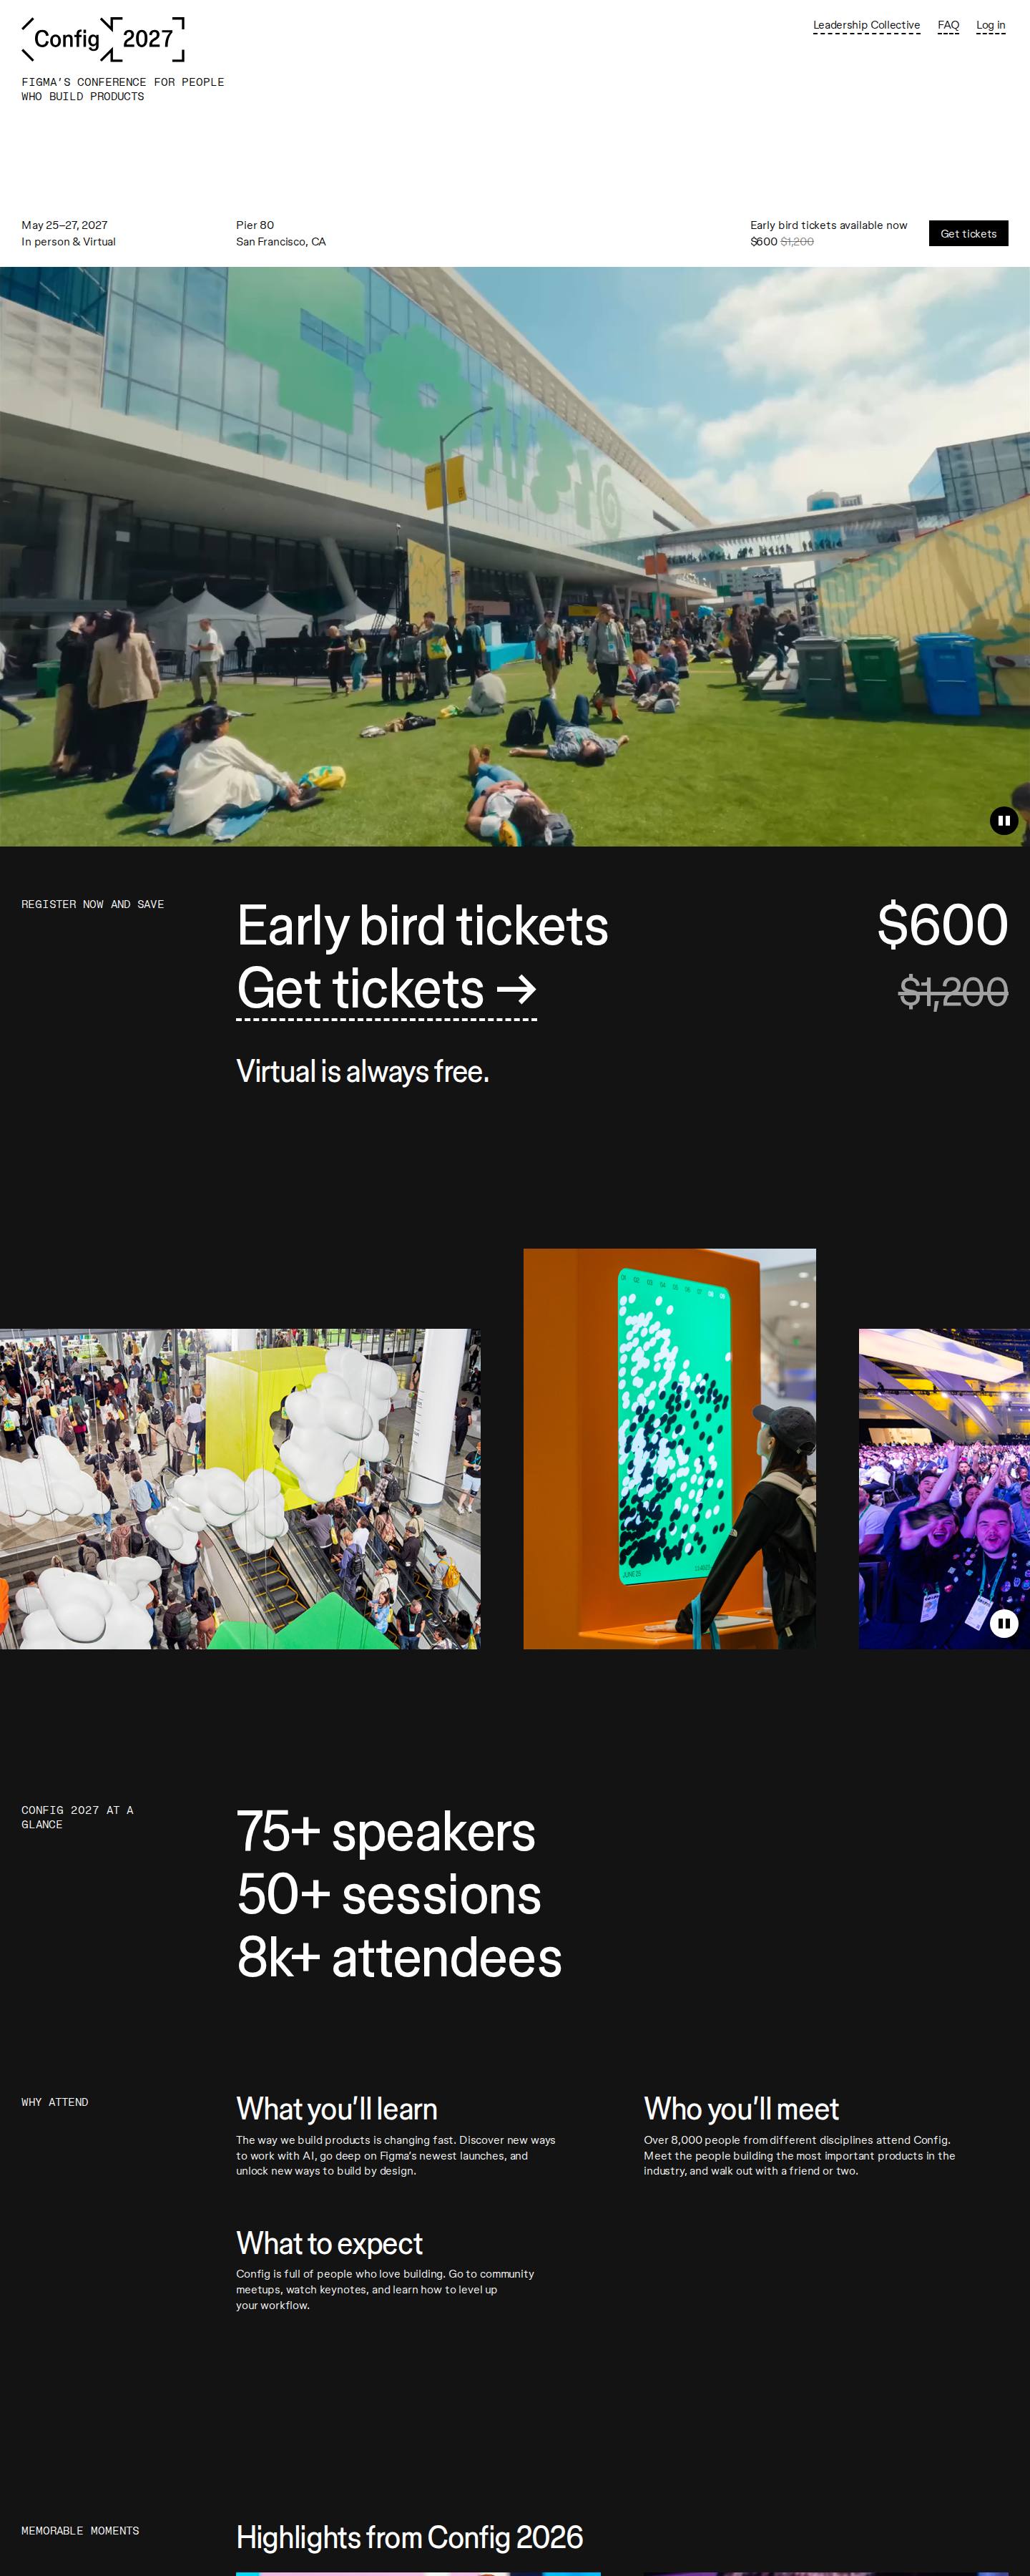 Config 2027
Leadership Collective
FAQ
Log in
FIGMA'S CONFERENCE FOR PEOPLE
WHO BUILD PRODUCTS
May 25–27, 2027
In person & Virtual
Pier 80
San Francisco, CA
Early bird tickets available now
$600 $1,200
Get tickets
REGISTER NOW AND SAVE
Early bird tickets
$600
Get tickets →
$1,200
Virtual is always free.
CONFIG 2027 AT A
GLANCE
75+ speakers
50+ sessions
8k+ attendees
WHY ATTEND
What you’ll learn
The way we build products is changing fast. Discover new ways
to work with AI, go deep on Figma’s newest launches, and
unlock new ways to build by design.
Who you’ll meet
Over 8,000 people from different disciplines attend Config.
Meet the people building the most important products in the
industry, and walk out with a friend or two.
What to expect
Config is full of people who love building. Go to community
meetups, watch keynotes, and learn how to level up
your workflow.
MEMORABLE MOMENTS
Highlights from Config 2026